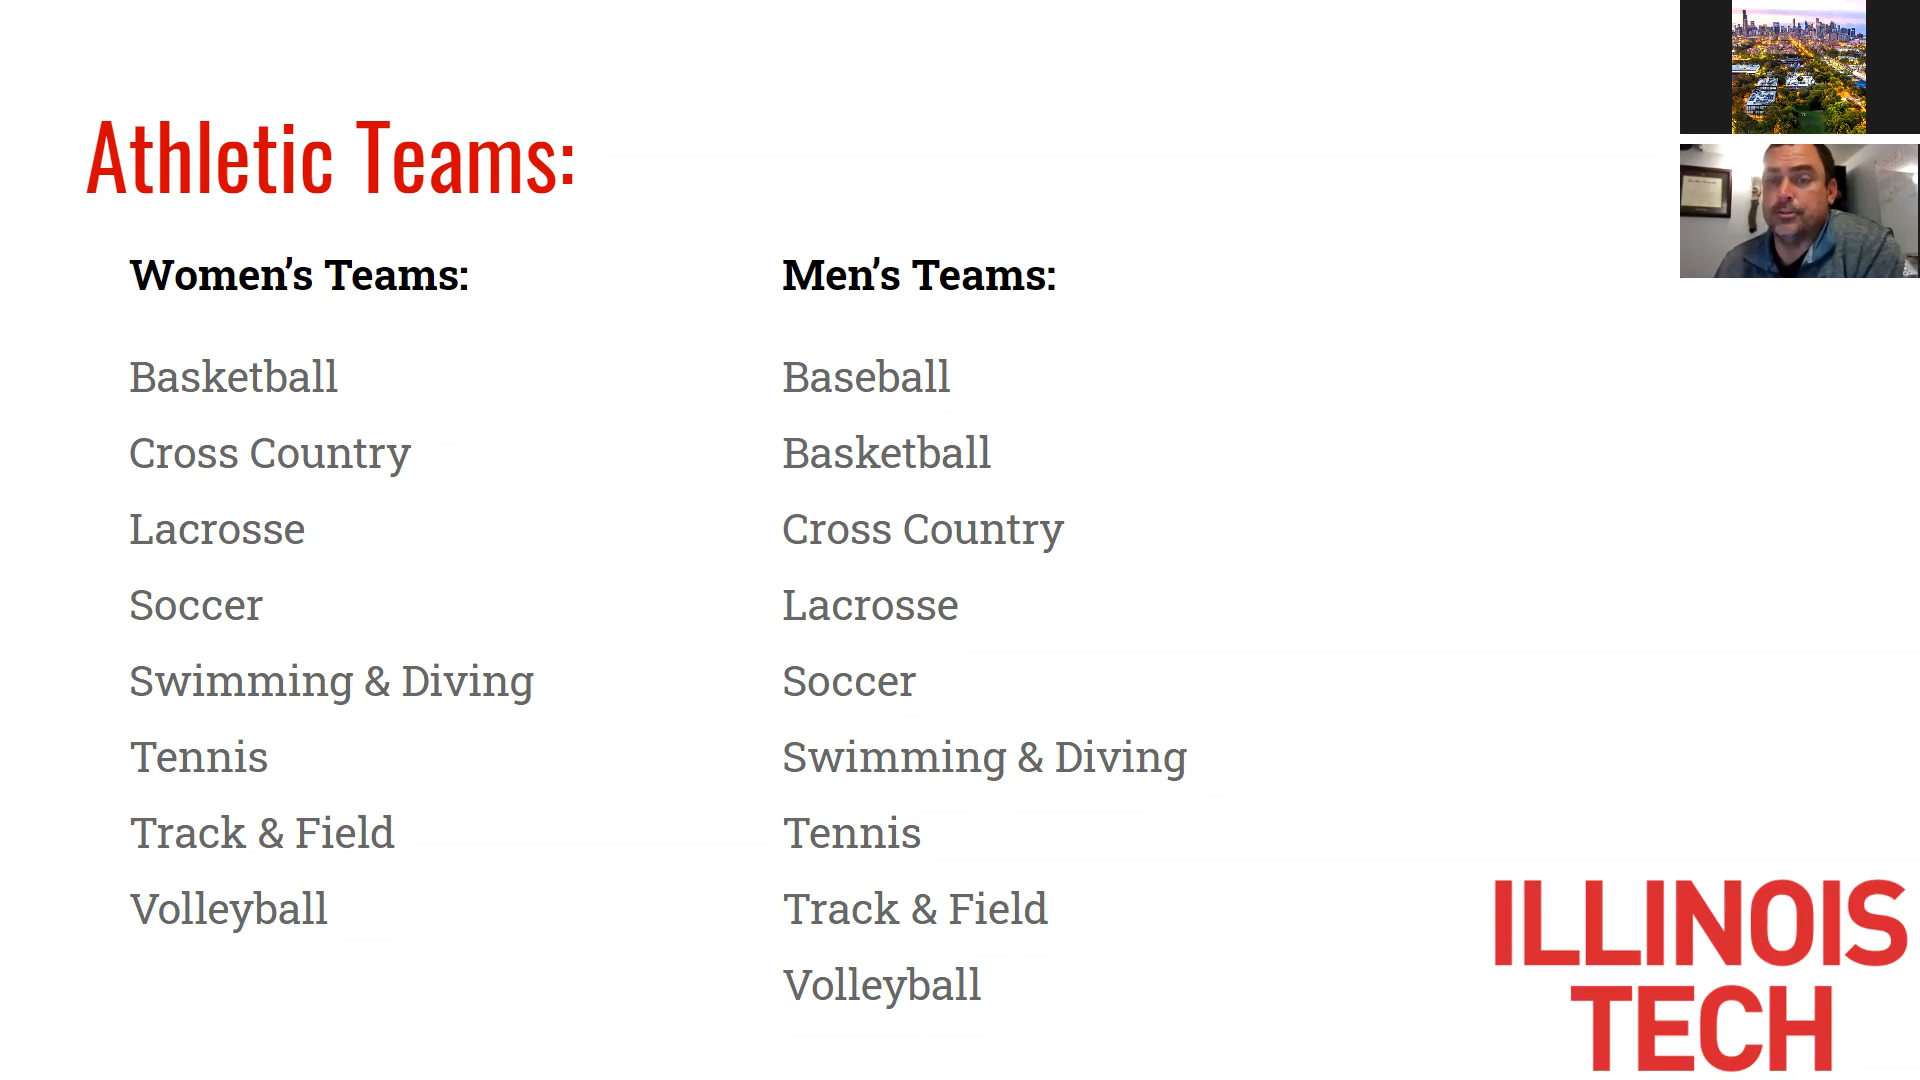 Athletic Teams:
Women’s Teams:
Basketball
Cross Country
Lacrosse
Soccer
Swimming & Diving
Tennis
Track & Field
Volleyball
Men’s Teams:
Baseball
Basketball
Cross Country
Lacrosse
Soccer
Swimming & Diving
Tennis
Track & Field
Volleyball
ILLINOIS
TECH